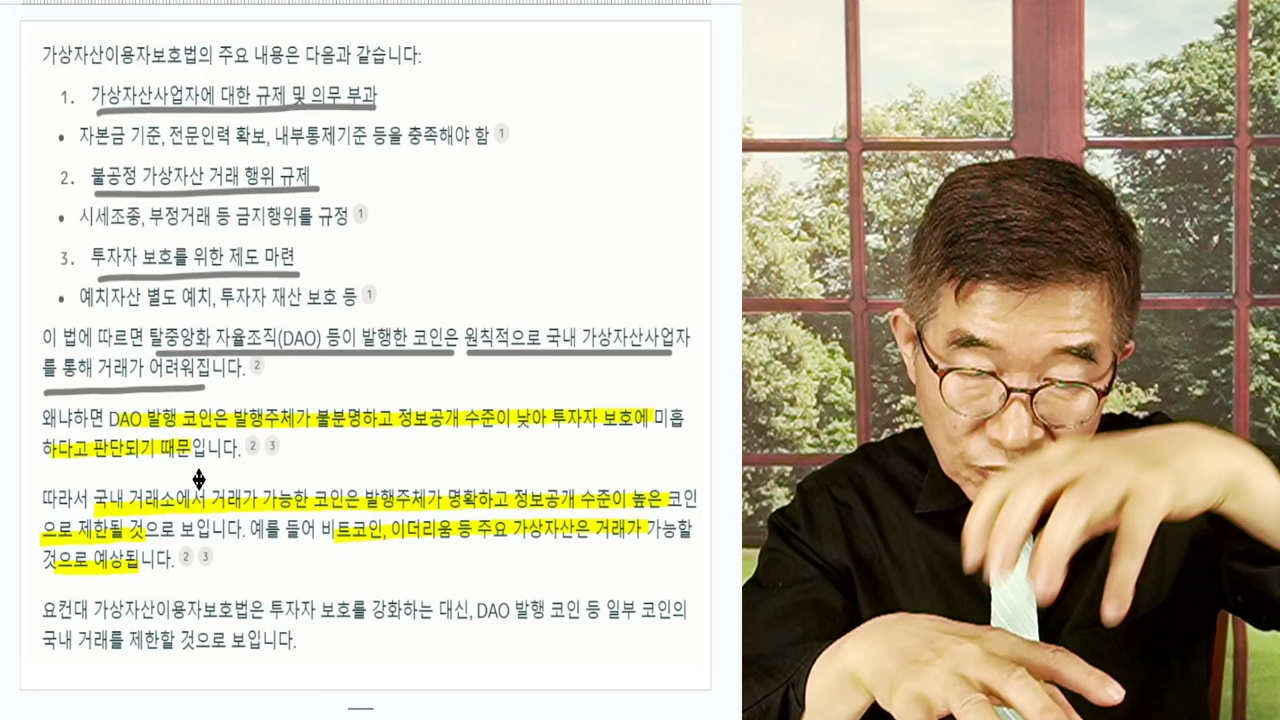 가상자산이용자보호법의 주요 내용은 다음과 같습니다:
1. 가상자산사업자에 대한 규제 및 의무 부과
• 자본금 기준, 전문인력 확보, 내부통제기준 등을 충족해야 함 1
2. 불공정 가상자산 거래 행위 규제
• 시세조종, 부정거래 등 금지행위를 규정 1
3. 투자자 보호를 위한 제도 마련
• 예치자산 별도 예치, 투자자 재산 보호 등 1
이 법에 따르면 탈중앙화 자율조직(DAO) 등이 발행한 코인은 원칙적으로 국내 가상자산사업자
를 통해 거래가 어려워집니다. 2
왜냐하면 DAO 발행 코인은 발행주체가 불분명하고 정보공개 수준이 낮아 투자자 보호에 미흡
하다고 판단되기 때문입니다. 2 3
따라서 국내 거래소에서 거래가 가능한 코인은 발행주체가 명확하고 정보공개 수준이 높은 코인
으로 제한될 것으로 보입니다. 예를 들어 비트코인, 이더리움 등 주요 가상자산은 거래가 가능할
것으로 예상됩니다. 2 3
요컨대 가상자산이용자보호법은 투자자 보호를 강화하는 대신, DAO 발행 코인 등 일부 코인의
국내 거래를 제한할 것으로 보입니다.